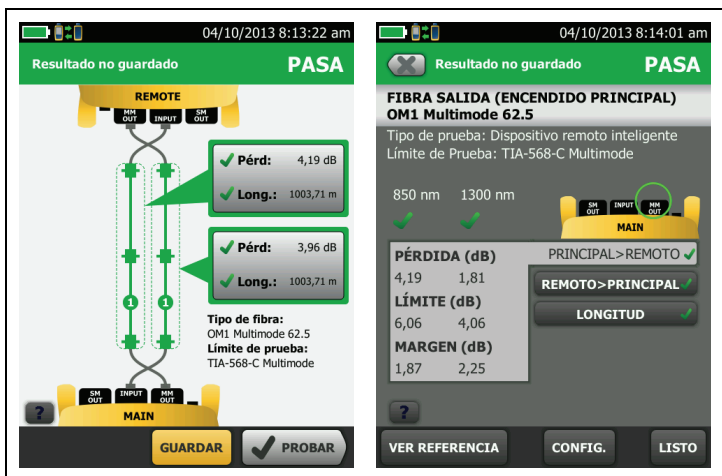 04/10/2013 8:13:22 am
Resultado no guardado
PASA
REMOTE
MM OUT
INPUT
SM OUT
Pérd: 4,19 dB
Long.: 1003,71 m
Pérd: 3,96 dB
Long.: 1003,71 m
1
1
Tipo de fibra:
OM1 Multimode 62.5
Límite de prueba:
TIA-568-C Multimode
SM OUT
INPUT
MM OUT
MAIN
?
GUARDAR
PROBAR
04/10/2013 8:14:01 am
Resultado no guardado
PASA
FIBRA SALIDA (ENCENDIDO PRINCIPAL)
OM1 Multimode 62.5
Tipo de prueba: Dispositivo remoto inteligente
Límite de Prueba: TIA-568-C Multimode
850 nm 1300 nm
SM OUT
INPUT
MM OUT
MAIN
PÉRDIDA (dB)
4,19 1,81
LÍMITE (dB)
6,06 4,06
MARGEN (dB)
1,87 2,25
PRINCIPAL>REMOTO
REMOTO>PRINCIPAL
LONGITUD
?
VER REFERENCIA
CONFIG.
LISTO